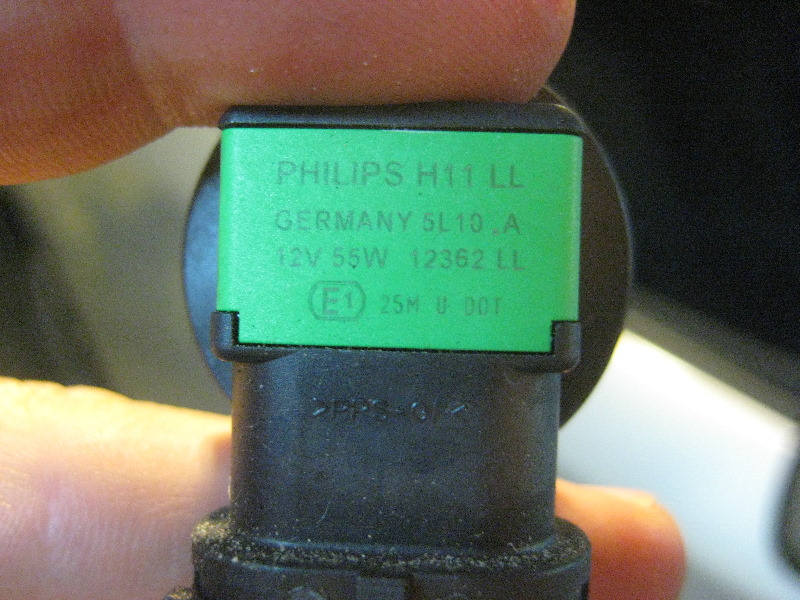 PHILIPS H11 LL
GERMANY 5L10 .A
12V 55W 12362 LL
E1 25M U DOT